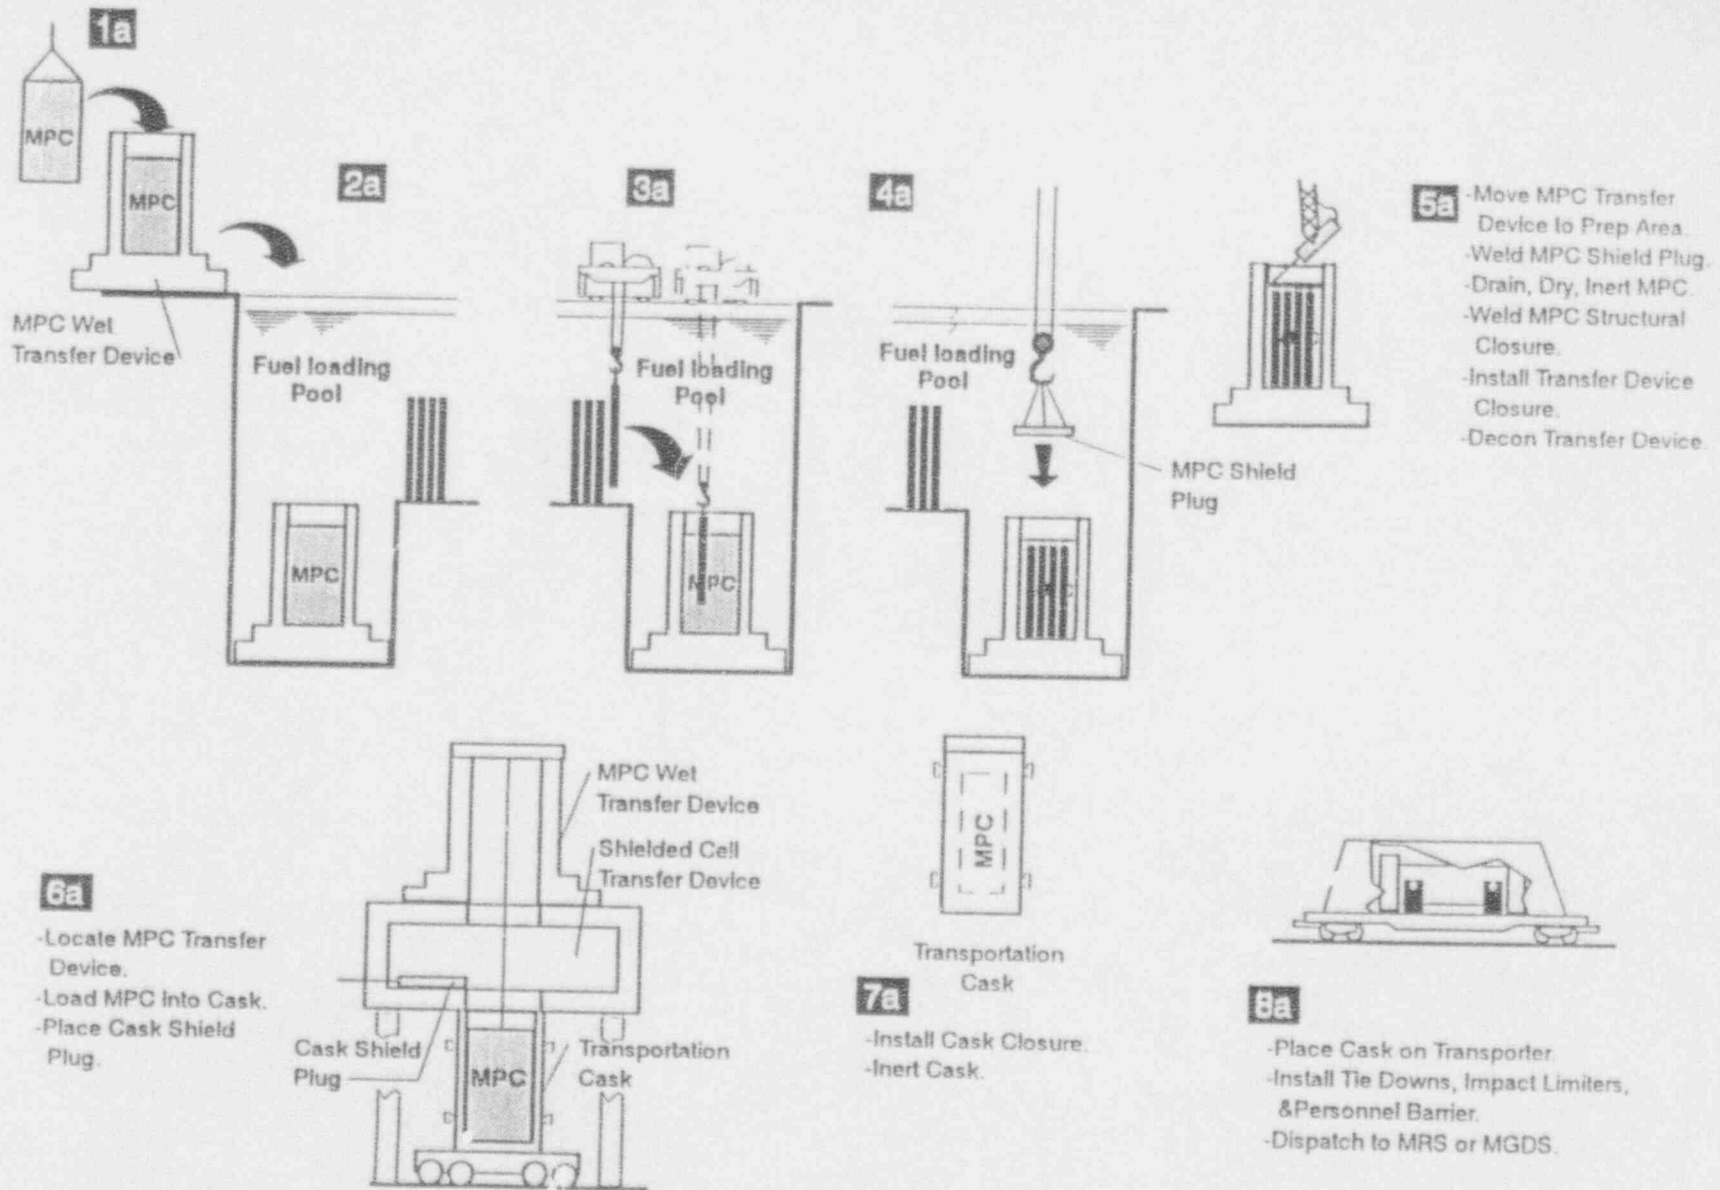 1a
MPC
MPC
MPC Wet
Transfer Device
2a
Fuel loading
Pool
MPC
3a
Fuel loading
Pool
MPC
4a
Fuel loading
Pool
MPC Shield
Plug
5a
-Move MPC Transfer
Device to Prep Area.
-Weld MPC Shield Plug.
-Drain, Dry, Inert MPC.
-Weld MPC Structural
Closure.
-Install Transfer Device
Closure.
-Decon Transfer Device.
6a
-Locate MPC Transfer
Device.
-Load MPC Into Cask.
-Place Cask Shield
Plug.
MPC Wet
Transfer Device
Shielded Cell
Transfer Device
Cask Shield
Plug
MPC
Transportation
Cask
MPC
Transportation
Cask
7a
-Install Cask Closure.
-Inert Cask.
8a
-Place Cask on Transporter.
-Install Tie Downs, Impact Limiters,
&Personnel Barrier.
-Dispatch to MRS or MGDS.